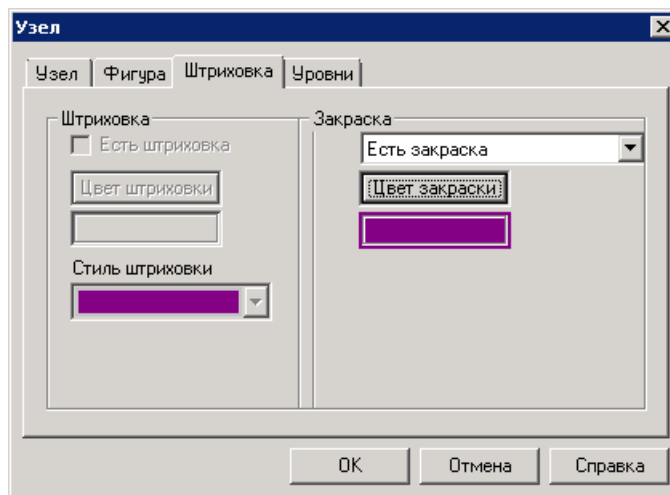 Узел
Узел Фигура Штриховка Уровни
Штриховка
Есть штриховка
Цвет штриховки
Стиль штриховки
Закраска
Есть закраска
Цвет закраски
OK Отмена Справка